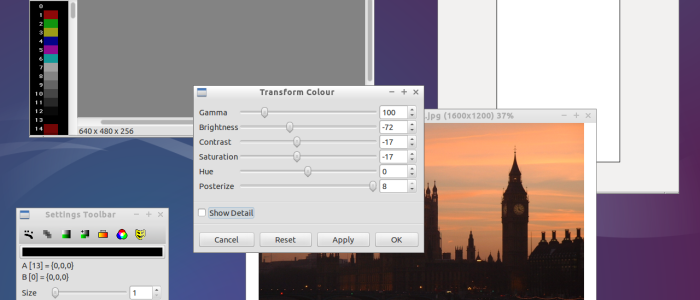 0
1
2
3
4
5
6
7
8
9
10
11
12
13
14
640 x 480 x 256
Transform Colour
Gamma 100
Brightness -72
Contrast -17
Saturation -17
Hue 0
Posterize 8
Show Detail
Cancel Reset Apply OK
.jpg (1600x1200) 37%
Settings Toolbar
A [13] = {0,0,0}
B [0] = {0,0,0}
Size 1